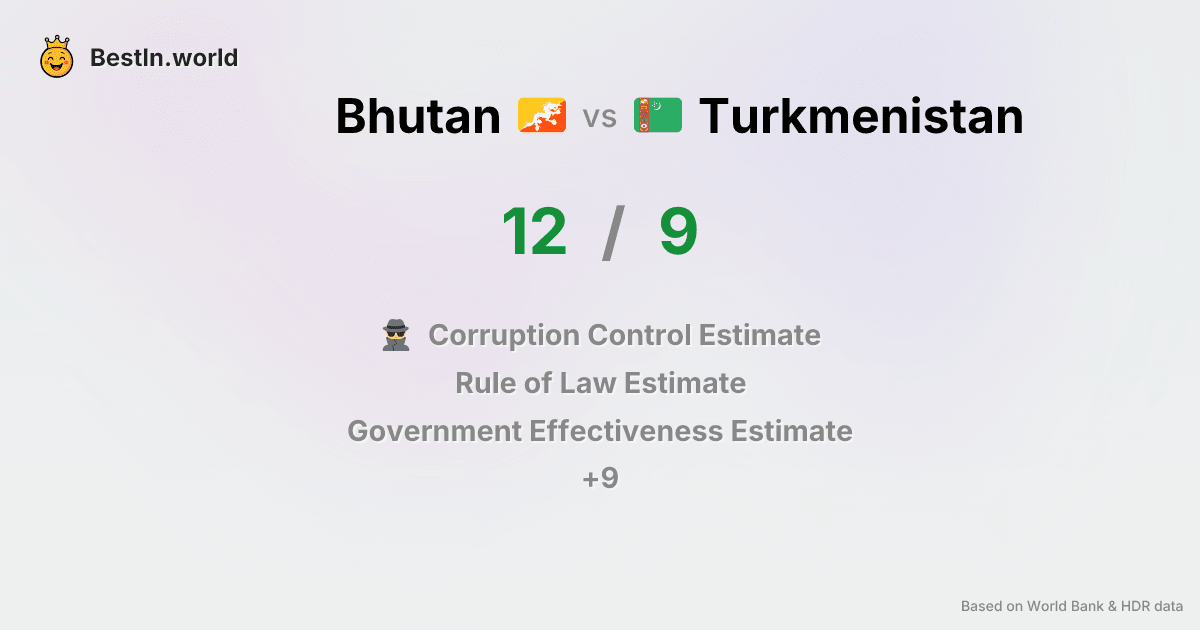 BestIn.world
Bhutan vs Turkmenistan
12 / 9
Corruption Control Estimate
Rule of Law Estimate
Government Effectiveness Estimate
+9
Based on World Bank & HDR data